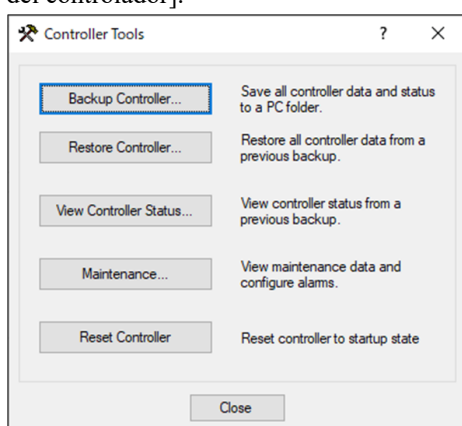 del controlador].
Controller Tools
?
Backup Controller...
Save all controller data and status
to a PC folder.
Restore Controller...
Restore all controller data from a
previous backup.
View Controller Status...
View controller status from a
previous backup.
Maintenance...
View maintenance data and
configure alarms.
Reset Controller
Reset controller to startup state
Close